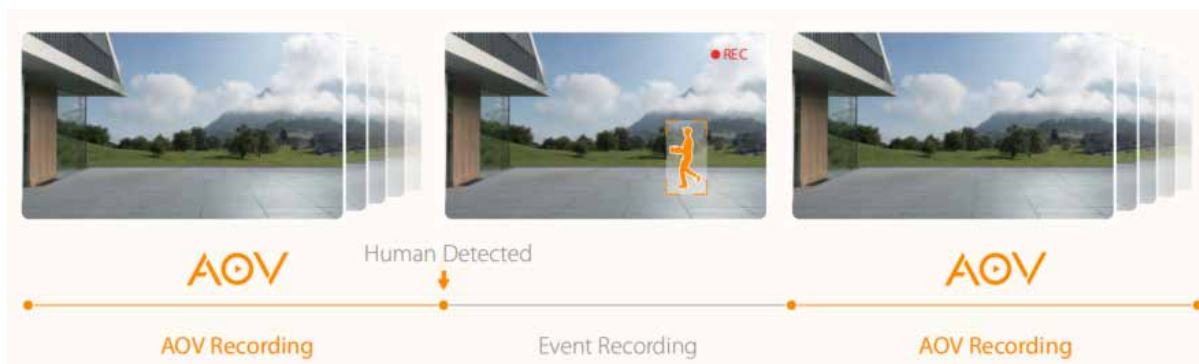 REC
AOV
Human Detected
AOV
AOV Recording
Event Recording
AOV Recording